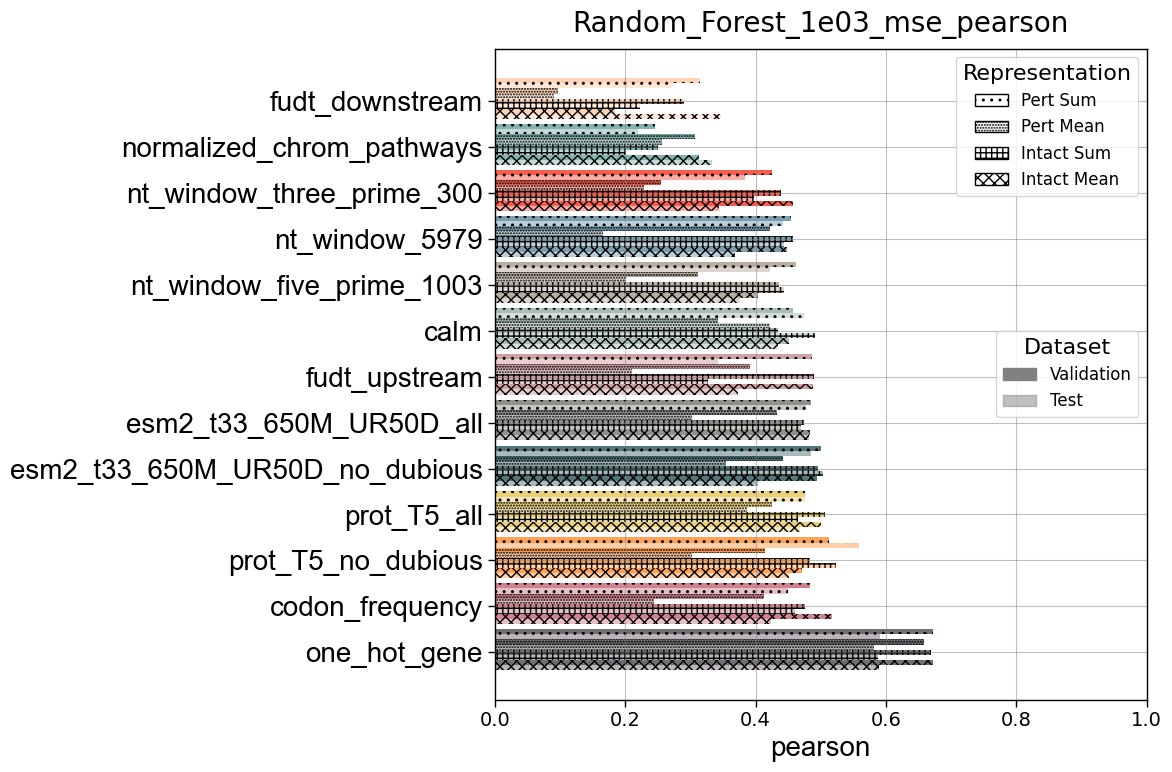 Random_Forest_1e03_mse_pearson
Representation
Pert Sum
Pert Mean
Intact Sum
Intact Mean
fudt_downstream
normalized_chrom_pathways
nt_window_three_prime_300
nt_window_5979
nt_window_five_prime_1003
calm
fudt_upstream
esm2_t33_650M_UR50D_all
esm2_t33_650M_UR50D_no_dubious
prot_T5_all
prot_T5_no_dubious
codon_frequency
one_hot_gene
Dataset
Validation
Test
0.0 0.2 0.4 0.6 0.8 1.0
pearson